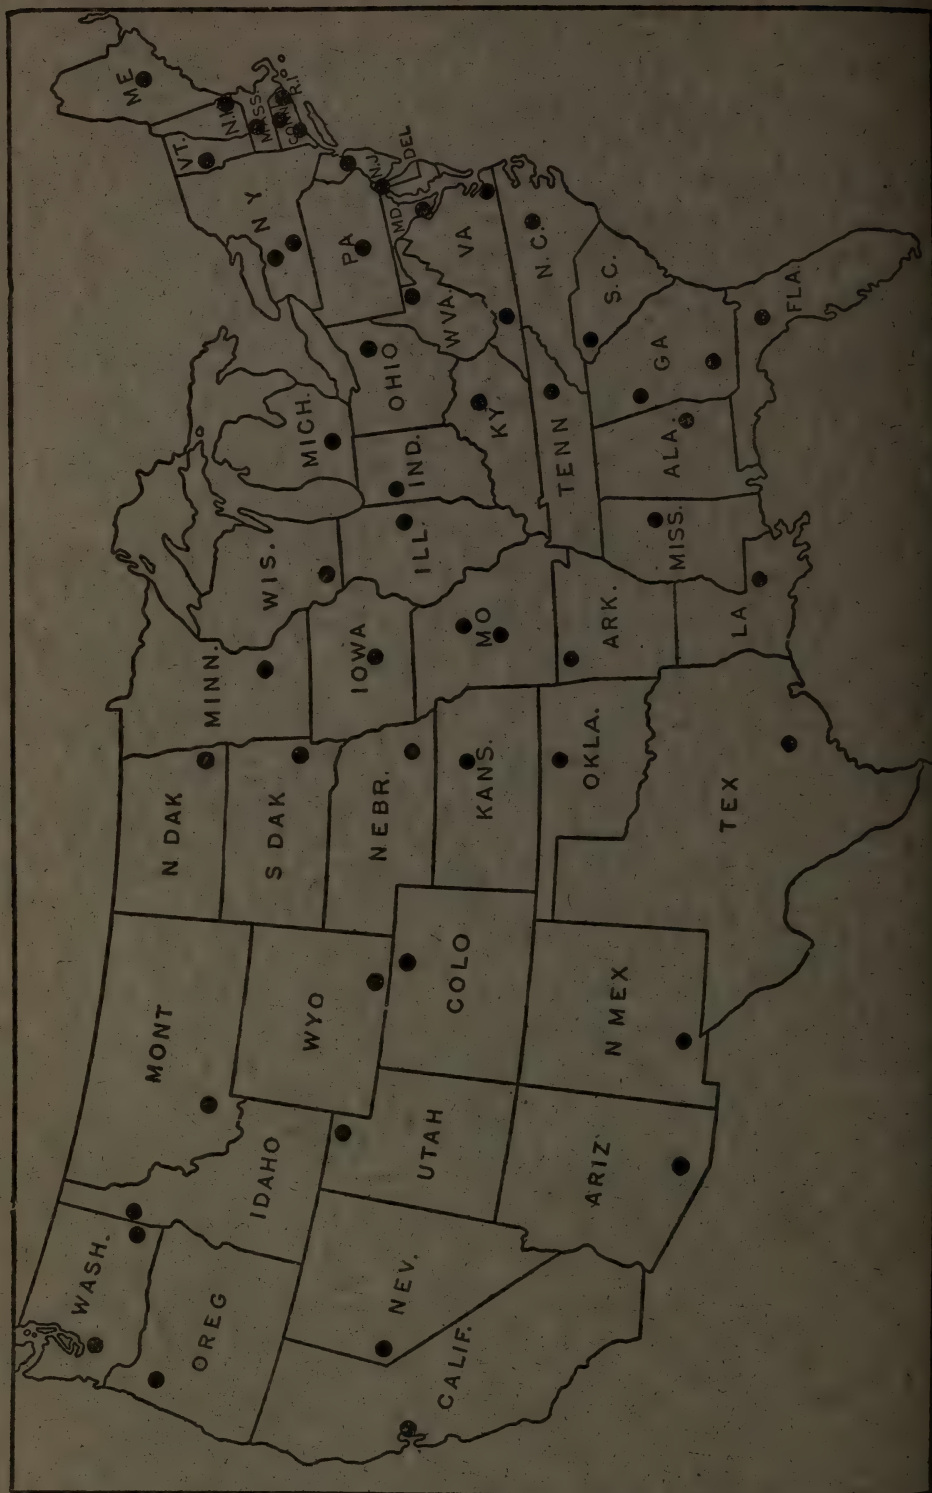 WASH.
OREG
CALIF.
NEV.
IDAHO
MONT
WYO
UTAH
ARIZ
COLO
N MEX
N DAK
S DAK
NEBR.
KANS.
OKLA.
TEX
MINN.
IOWA
MO
ARK.
LA
WIS.
ILL.
MICH.
IND.
OHIO
KY
TENN
MISS.
ALA.
GA
FLA.
S.C.
N.C.
VA
W.VA.
PA
N Y
MD.
DEL
N.J.
VT.
N.H.
MASS.
R.I.
ME